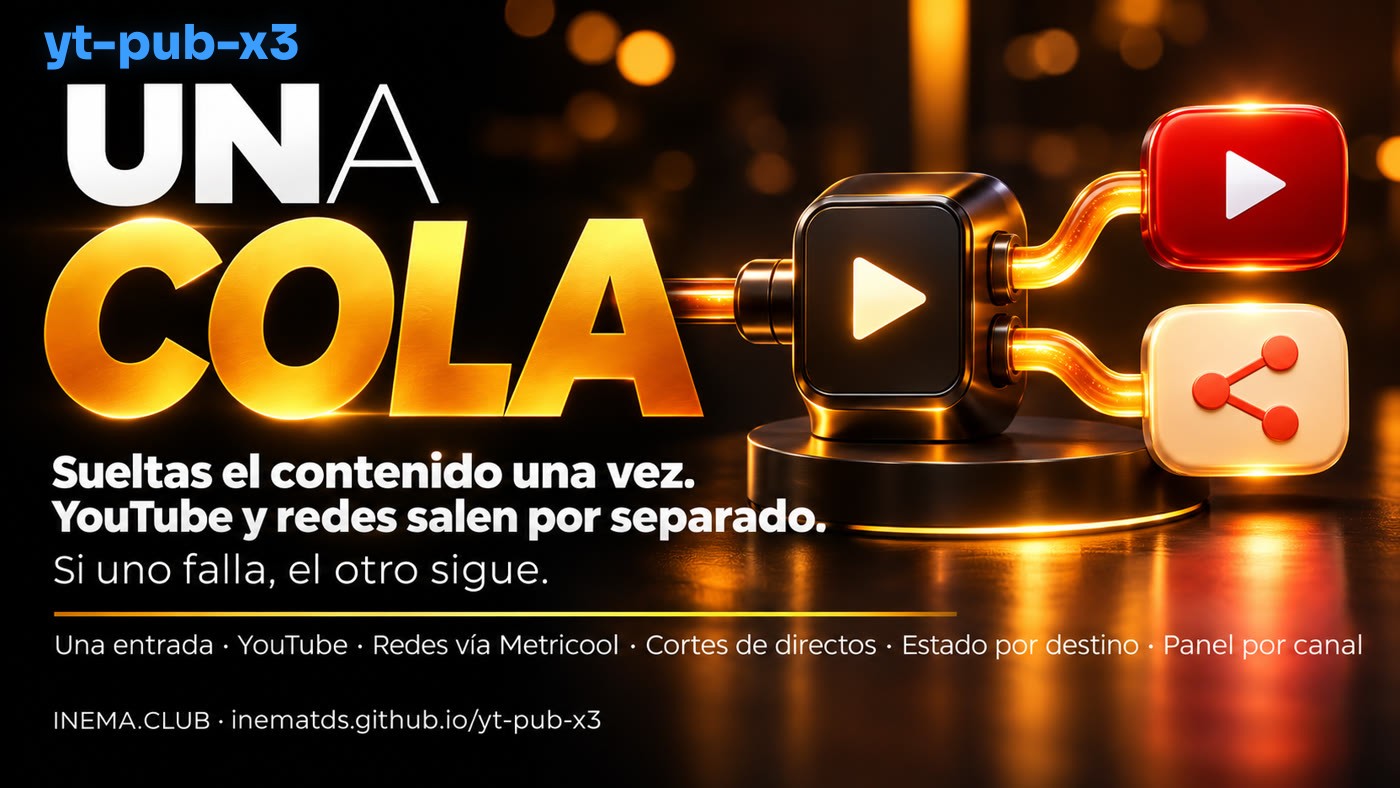 yt-pub-x3
UNA
COLA
Sueltas el contenido una vez.
YouTube y redes salen por separado.
Si uno falla, el otro sigue.
Una entrada · YouTube · Redes vía Metricool · Cortes de directos · Estado por destino · Panel por canal
INEMA.CLUB · inematds.github.io/yt-pub-x3